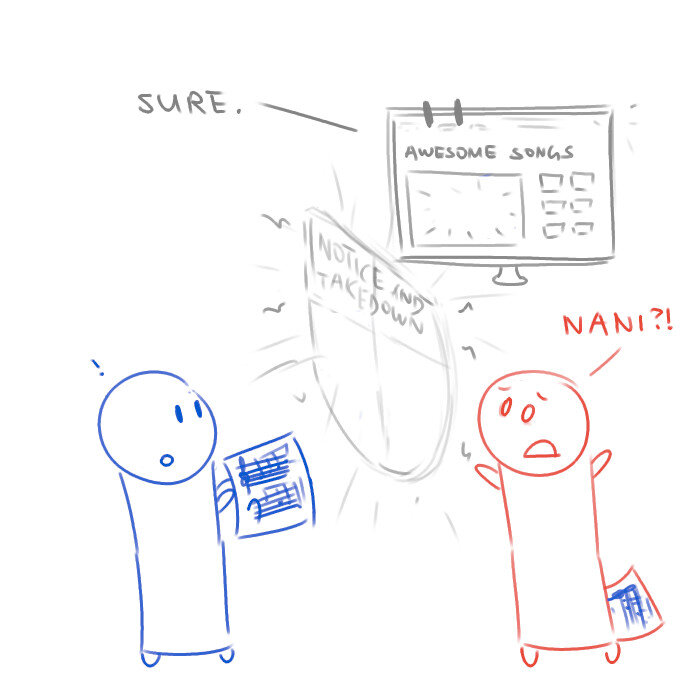 SURE.
AWESOME SONGS
NOTICE AND
TAKEDOWN
NANI?!